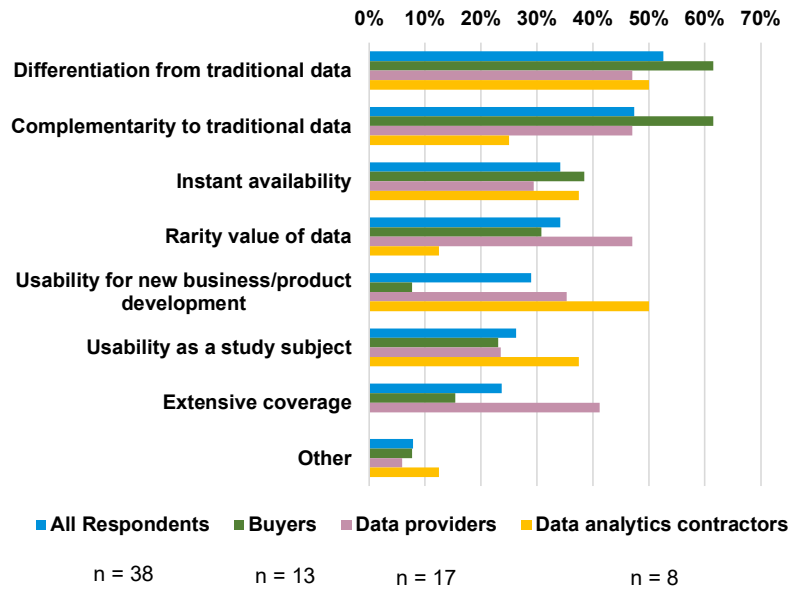 0% 10% 20% 30% 40% 50% 60% 70%
Differentiation from traditional data
Complementarity to traditional data
Instant availability
Rarity value of data
Usability for new business/product
development
Usability as a study subject
Extensive coverage
Other
All Respondents Buyers Data providers Data analytics contractors
n = 38 n = 13 n = 17 n = 8